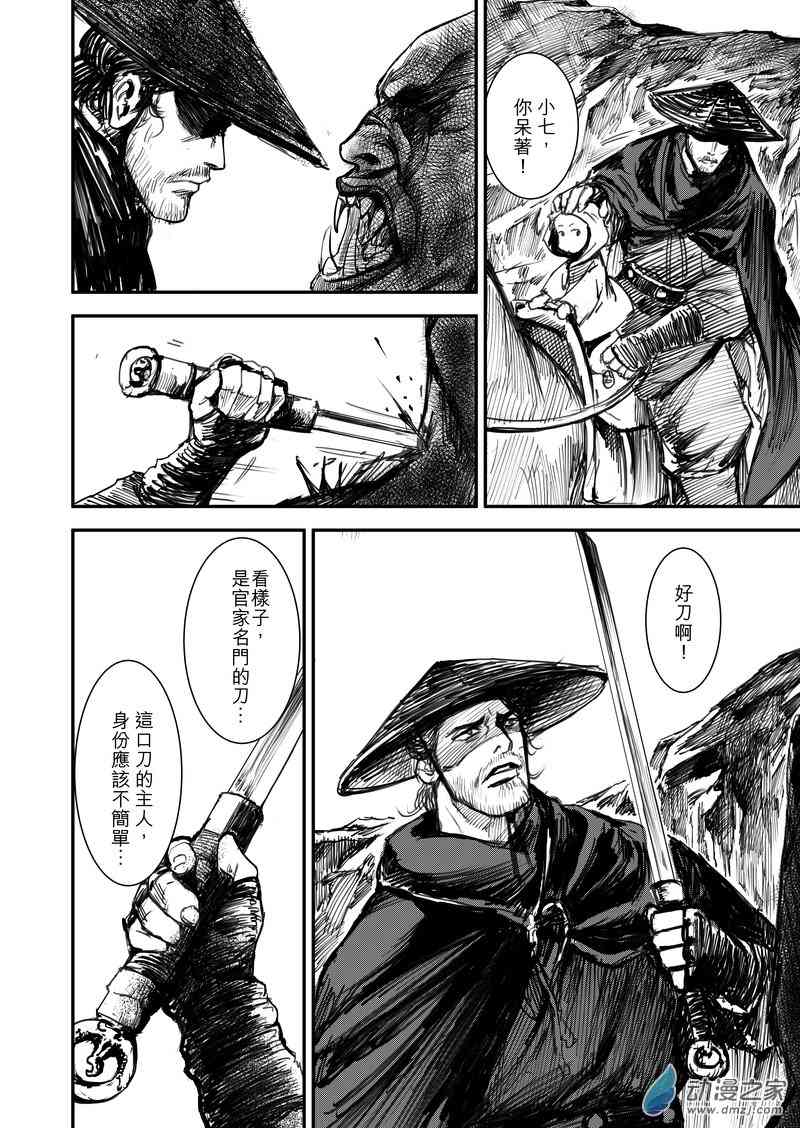 小七，
你呆著！
好刀啊！
看樣子，
是官家名門的刀…
這口刀的主人，
身份應該不簡單…
动漫之家
www.dmzj.com